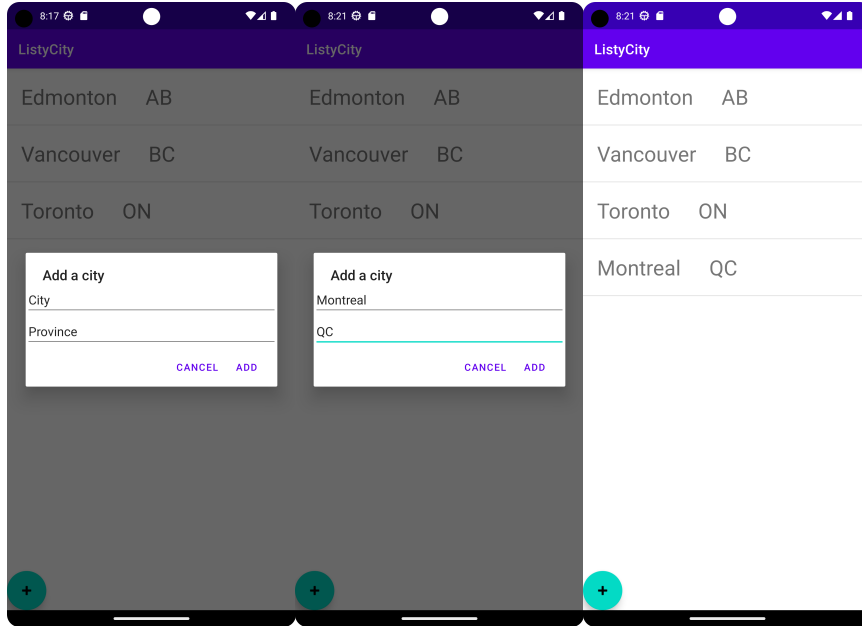 8:17
ListyCity
Edmonton AB
Vancouver BC
Toronto ON
Add a city
City
Province
CANCEL ADD
+
8:21
ListyCity
Edmonton AB
Vancouver BC
Toronto ON
Add a city
Montreal
QC
CANCEL ADD
+
8:21
ListyCity
Edmonton AB
Vancouver BC
Toronto ON
Montreal QC
+